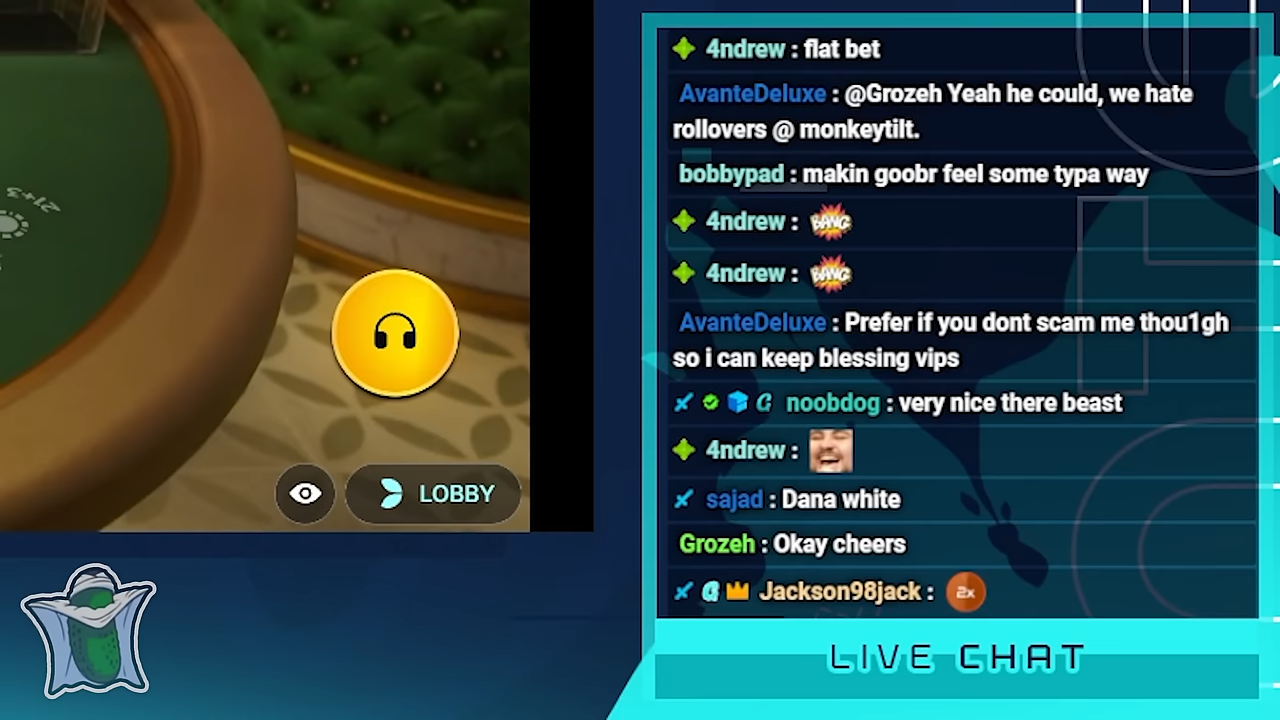 21+3
LOBBY
4ndrew : flat bet
AvanteDeluxe : @Grozeh Yeah he could, we hate
rollovers @ monkeytilt.
bobbypad : makin goobr feel some typa way
4ndrew : BANG
4ndrew : BANG
AvanteDeluxe : Prefer if you dont scam me thou1gh
so i can keep blessing vips
noobdog : very nice there beast
4ndrew :
sajad : Dana white
Grozeh : Okay cheers
Jackson98jack : 2x
LIVE CHAT